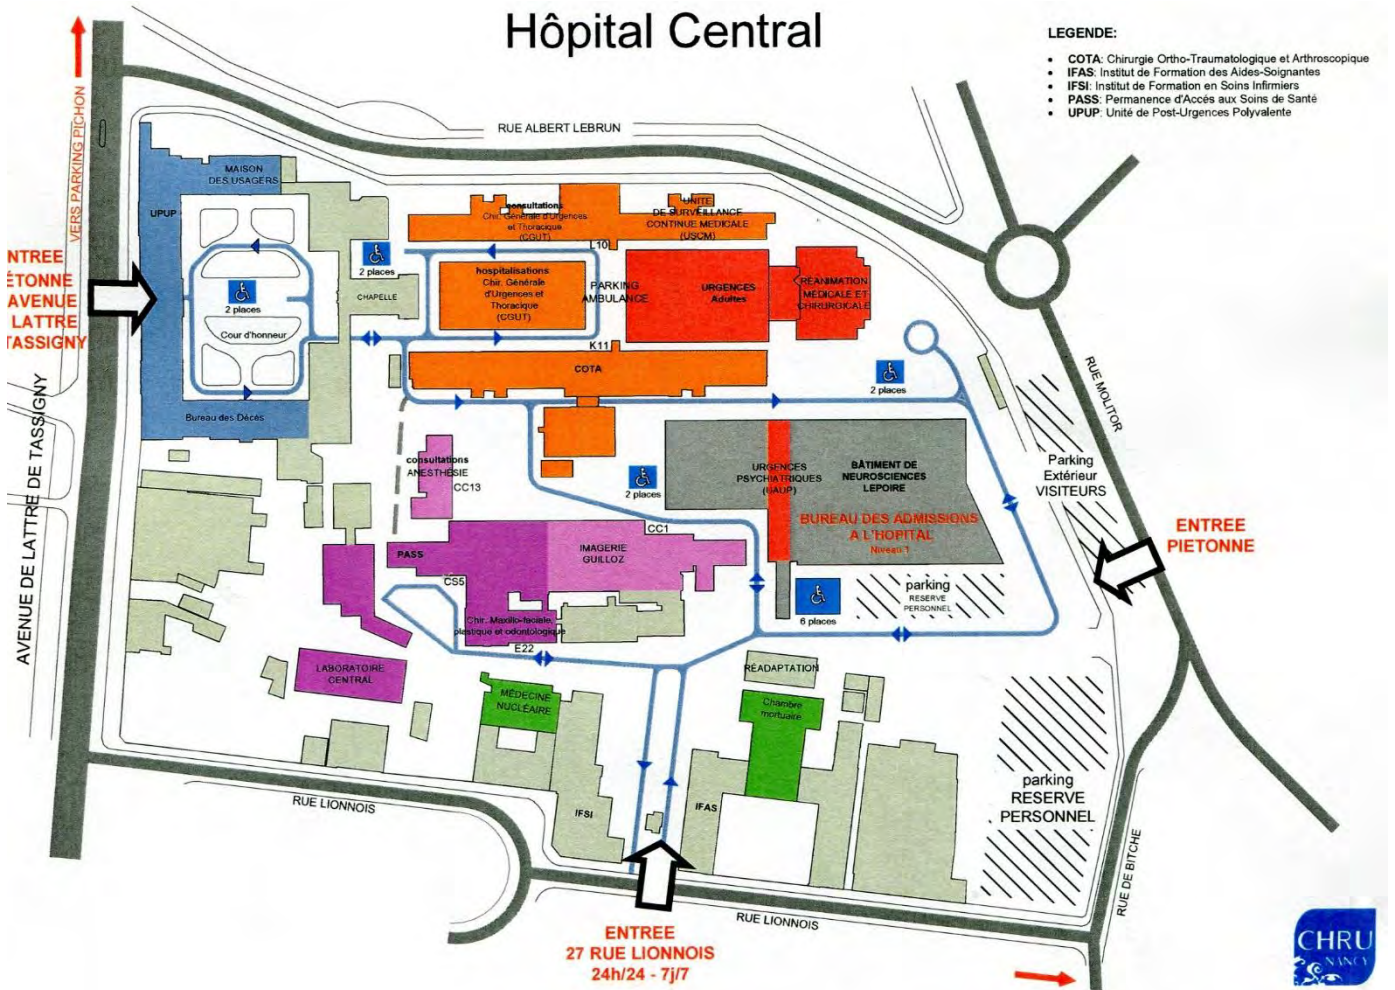 Hôpital Central
LEGENDE:
• COTA: Chirurgie Ortho-Traumatologique et Arthroscopique
• IFAS: Institut de Formation des Aides-Soignantes
• IFSI: Institut de Formation en Soins Infirmiers
• PASS: Permanence d'Accés aux Soins de Santé
• UPUP: Unité de Post-Urgences Polyvalente
VERS PARKING PICHON
RUE ALBERT LEBRUN
MAISON
DES USAGERS
UPUP
NTREE
ÉTONNE
AVENUE
LATTRE
TASSIGNY
2 places
Cour d'honneur
Bureau des Décès
2 places
CHAPELLE
consultations
Chir. Générale d'Urgences
et Thoracique
(CGUT)
UNITE
DE SURVEILLANCE
CONTINUE MEDICALE
(USCM)
L10
hospitalisations
Chir. Générale
d'Urgences et
Thoracique
(CGUT)
PARKING
AMBULANCE
URGENCES
Adultes
RÉANIMATION
MÉDICALE ET
CHIRURGICALE
K11
COTA
2 places
RUE MOLITOR
AVENUE DE LATTRE DE TASSIGNY
consultations
ANESTHÉSIE
CC13
2 places
URGENCES
PSYCHIATRIQUES
(UAUP)
BÂTIMENT DE
NEUROSCIENCES
LEPOIRE
BUREAU DES ADMISSIONS
A L'HOPITAL
Niveau 1
Parking
Extérieur
VISITEURS
ENTREE
PIETONNE
PASS
CC1
IMAGERIE
GUILLOZ
CS5
Chir. Maxillo-faciale,
plastique et odontologique
E22
6 places
parking
RESERVE
PERSONNEL
LABORATOIRE
CENTRAL
MÉDECINE
NUCLÉAIRE
RÉADAPTATION
Chambre
mortuaire
RUE LIONNOIS
IFSI
IFAS
parking
RESERVE
PERSONNEL
RUE DE BITCHE
RUE LIONNOIS
ENTREE
27 RUE LIONNOIS
24h/24 - 7j/7
CHRU
NANCY